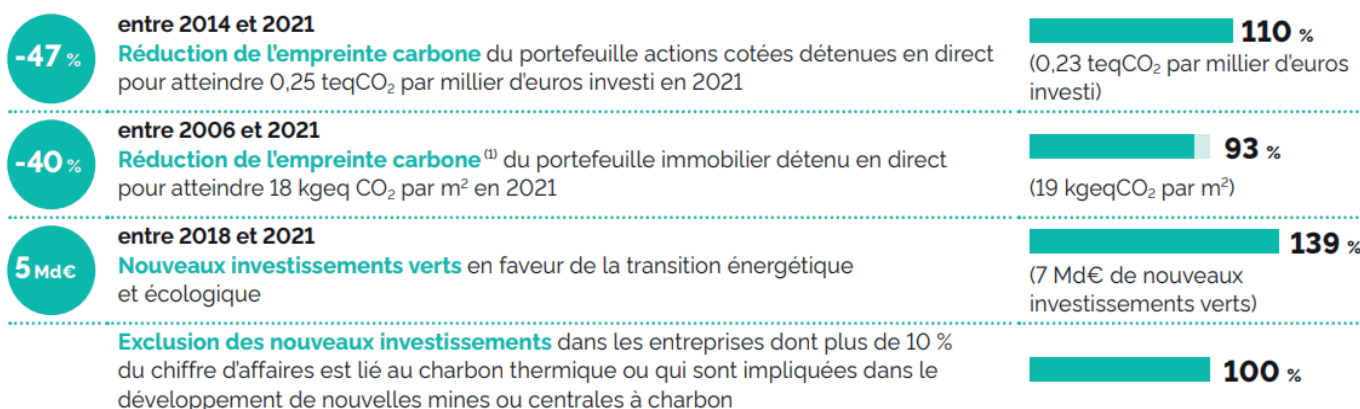 -47 %
entre 2014 et 2021
Réduction de l'empreinte carbone du portefeuille actions cotées détenues en direct
pour atteindre 0,25 teqCO₂ par millier d'euros investi en 2021
110 %
(0,23 teqCO₂ par millier d'euros
investi)
-40 %
entre 2006 et 2021
Réduction de l'empreinte carbone⁽¹⁾ du portefeuille immobilier détenu en direct
pour atteindre 18 kgeq CO₂ par m² en 2021
93 %
(19 kgeqCO₂ par m²)
5 Md€
entre 2018 et 2021
Nouveaux investissements verts en faveur de la transition énergétique
et écologique
139 %
(7 Md€ de nouveaux
investissements verts)
Exclusion des nouveaux investissements dans les entreprises dont plus de 10 %
du chiffre d'affaires est lié au charbon thermique ou qui sont impliquées dans le
développement de nouvelles mines ou centrales à charbon
100 %